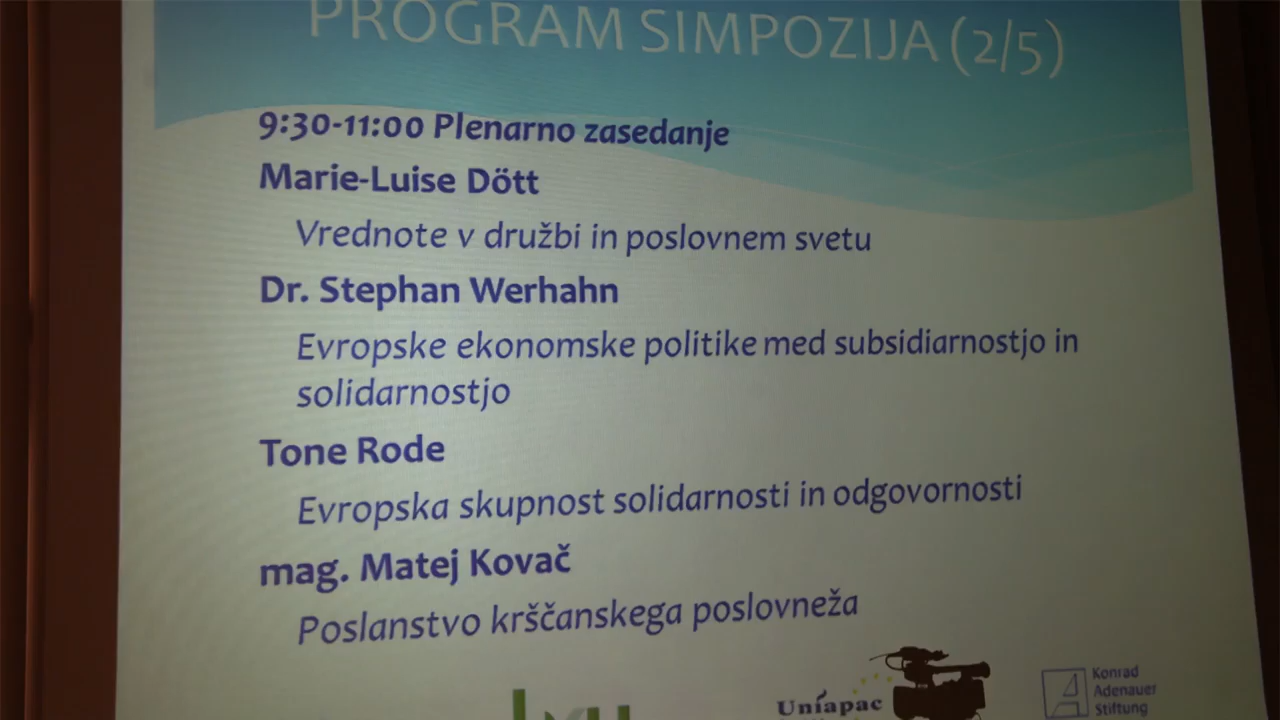 PROGRAM SIMPOZIJA (2/5)
9:30-11:00 Plenarno zasedanje
Marie-Luise Dött
Vrednote v družbi in poslovnem svetu
Dr. Stephan Werhahn
Evropske ekonomske politike med subsidiarnostjo in
solidarnostjo
Tone Rode
Evropska skupnost solidarnosti in odgovornosti
mag. Matej Kovač
Poslanstvo krščanskega poslovneža
Uniapac
Konrad
Adenauer
Stiftung